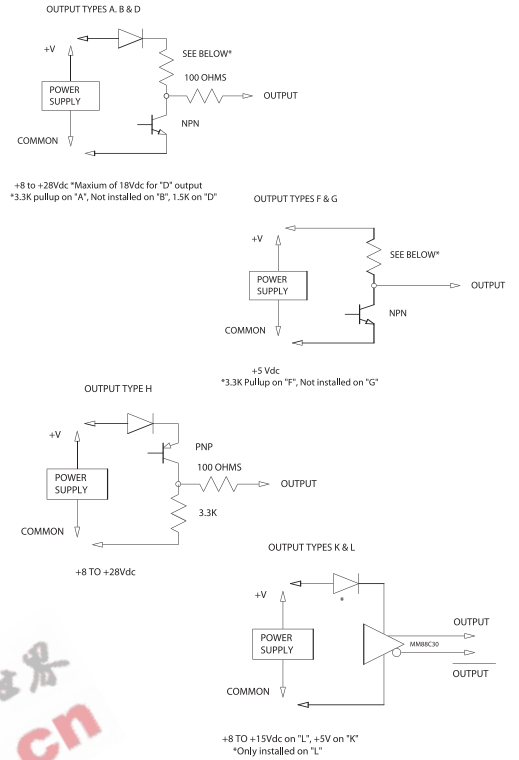 OUTPUT TYPES A. B & D
+V
SEE BELOW*
100 OHMS
POWER
SUPPLY
OUTPUT
NPN
COMMON
+8 to +28Vdc *Maxium of 18Vdc for "D" output
*3.3K pullup on "A", Not installed on "B", 1.5K on "D"
OUTPUT TYPES F & G
+V
SEE BELOW*
POWER
SUPPLY
OUTPUT
NPN
COMMON
+5 Vdc
*3.3K Pullup on "F", Not installed on "G"
OUTPUT TYPE H
+V
PNP
100 OHMS
POWER
SUPPLY
OUTPUT
3.3K
COMMON
+8 TO +28Vdc
OUTPUT TYPES K & L
+V
*
OUTPUT
POWER
SUPPLY
MM88C30
OUTPUT
COMMON
+8 TO +15Vdc on "L", +5V on "K"
*Only installed on "L"
世界
cn